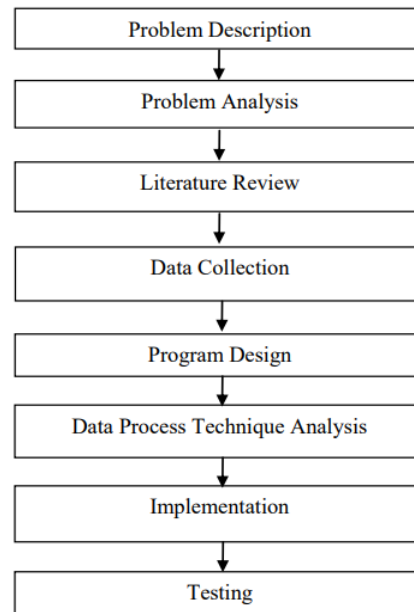 Problem Description
Problem Analysis
Literature Review
Data Collection
Program Design
Data Process Technique Analysis
Implementation
Testing